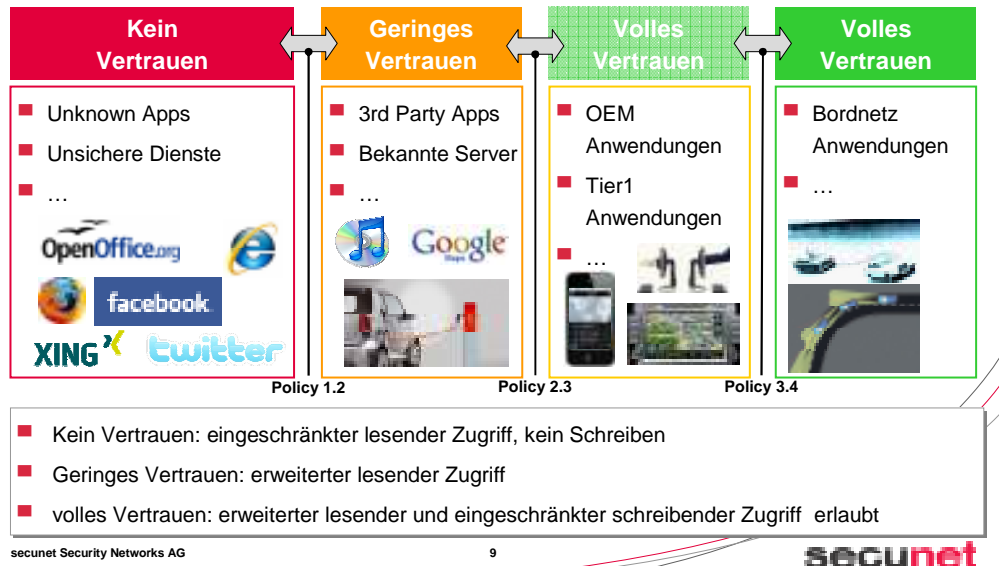 Kein
Vertrauen
Geringes
Vertrauen
Volles
Vertrauen
Volles
Vertrauen
Unknown Apps
Unsichere Dienste
…
OpenOffice.org
facebook
XING
twitter
3rd Party Apps
Bekannte Server
…
Google
Maps
OEM
Anwendungen
Tier1
Anwendungen
…
Bordnetz
Anwendungen
…
Policy 1.2
Policy 2.3
Policy 3.4
Kein Vertrauen: eingeschränkter lesender Zugriff, kein Schreiben
Geringes Vertrauen: erweiterter lesender Zugriff
volles Vertrauen: erweiterter lesender und eingeschränkter schreibender Zugriff erlaubt
secunet Security Networks AG
9
secunet